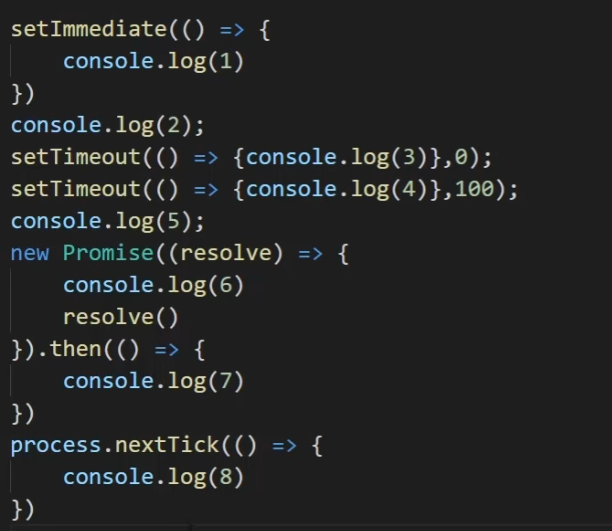 setImmediate(() => {
    console.log(1)
})
console.log(2);
setTimeout(() => {console.log(3)},0);
setTimeout(() => {console.log(4)},100);
console.log(5);
new Promise((resolve) => {
    console.log(6)
    resolve()
}).then(() => {
    console.log(7)
})
process.nextTick(() => {
    console.log(8)
})